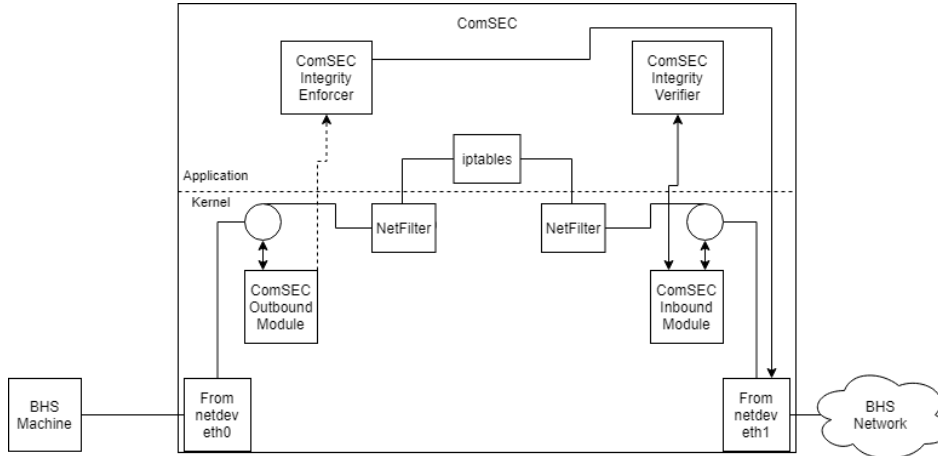 ComSEC
ComSEC
Integrity
Enforcer
ComSEC
Integrity
Verifier
iptables
Application
Kernel
NetFilter
NetFilter
ComSEC
Outbound
Module
ComSEC
Inbound
Module
BHS
Machine
From
netdev
eth0
From
netdev
eth1
BHS
Network